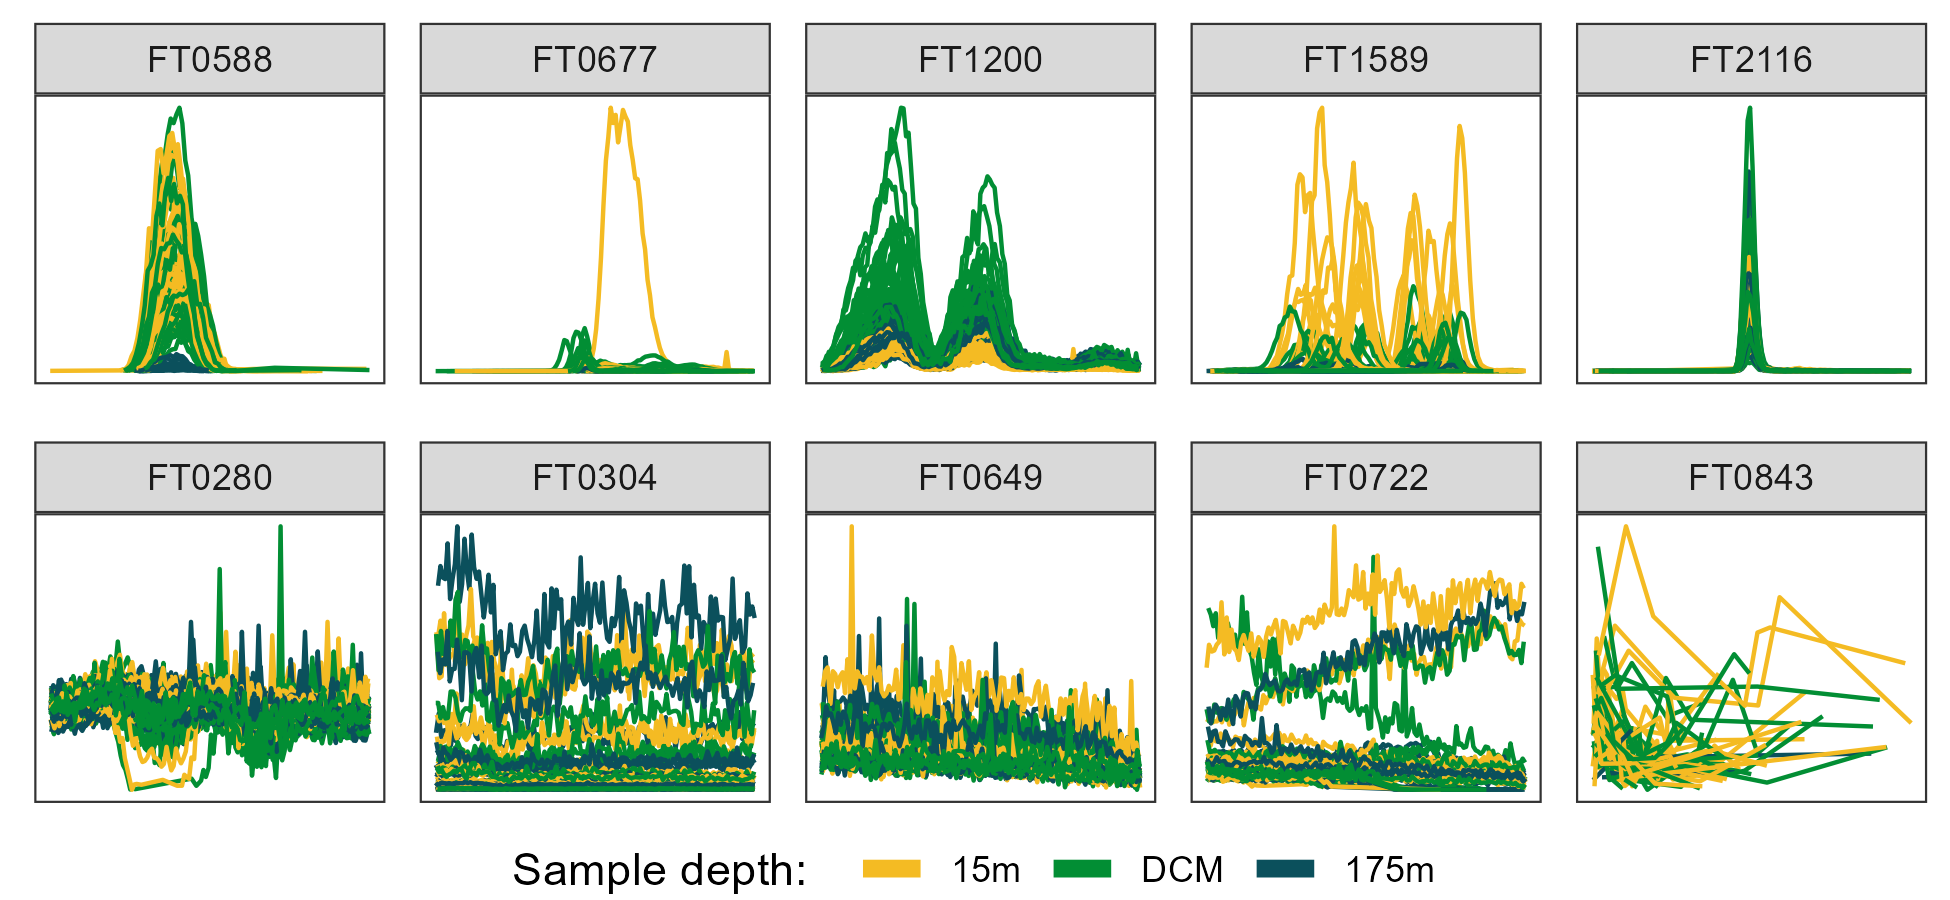 FT0588 FT0677 FT1200 FT1589 FT2116
FT0280 FT0304 FT0649 FT0722 FT0843
Sample depth: 15m DCM 175m